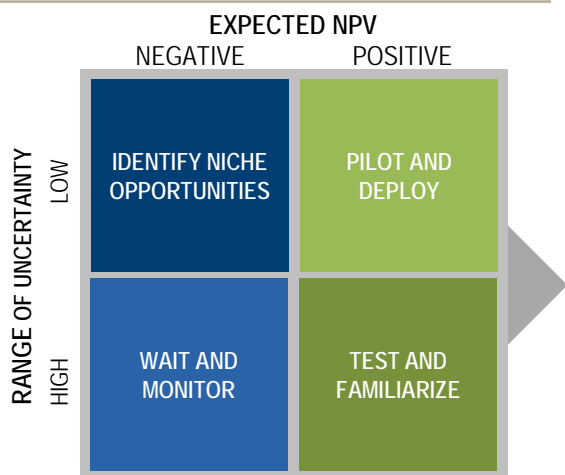 EXPECTED NPV
NEGATIVE POSITIVE
RANGE OF UNCERTAINTY
LOW
IDENTIFY NICHE
OPPORTUNITIES
PILOT AND
DEPLOY
HIGH
WAIT AND
MONITOR
TEST AND
FAMILIARIZE